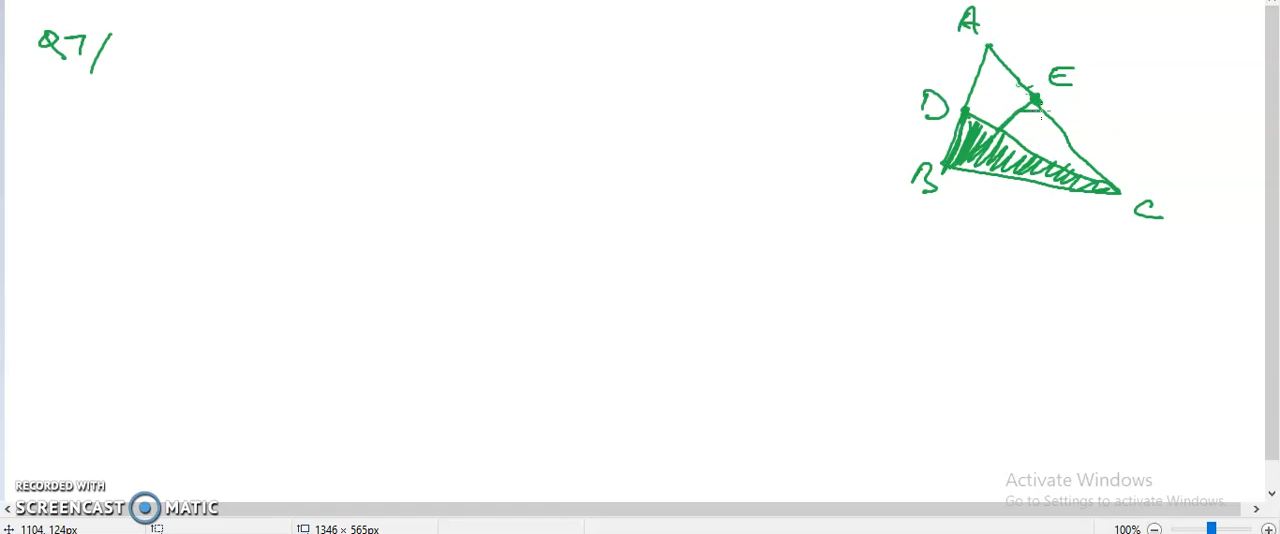 Q7/
A
E
D
B
C
RECORDED WITH
SCREENCAST MATIC
Activate Windows
Go to Settings to activate Windows.
1104, 124px
1346 × 565px
100%